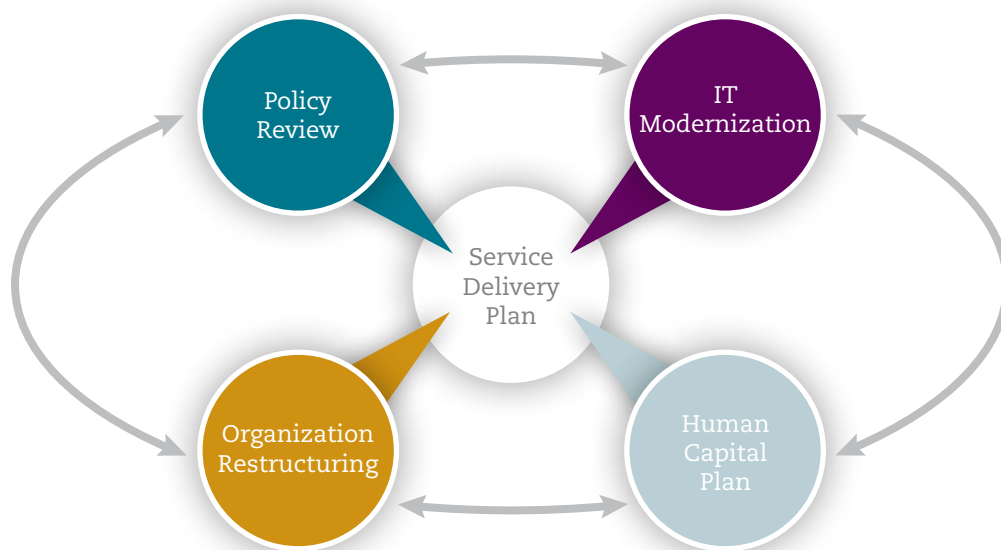 Policy
Review
IT
Modernization
Service
Delivery
Plan
Organization
Restructuring
Human
Capital
Plan